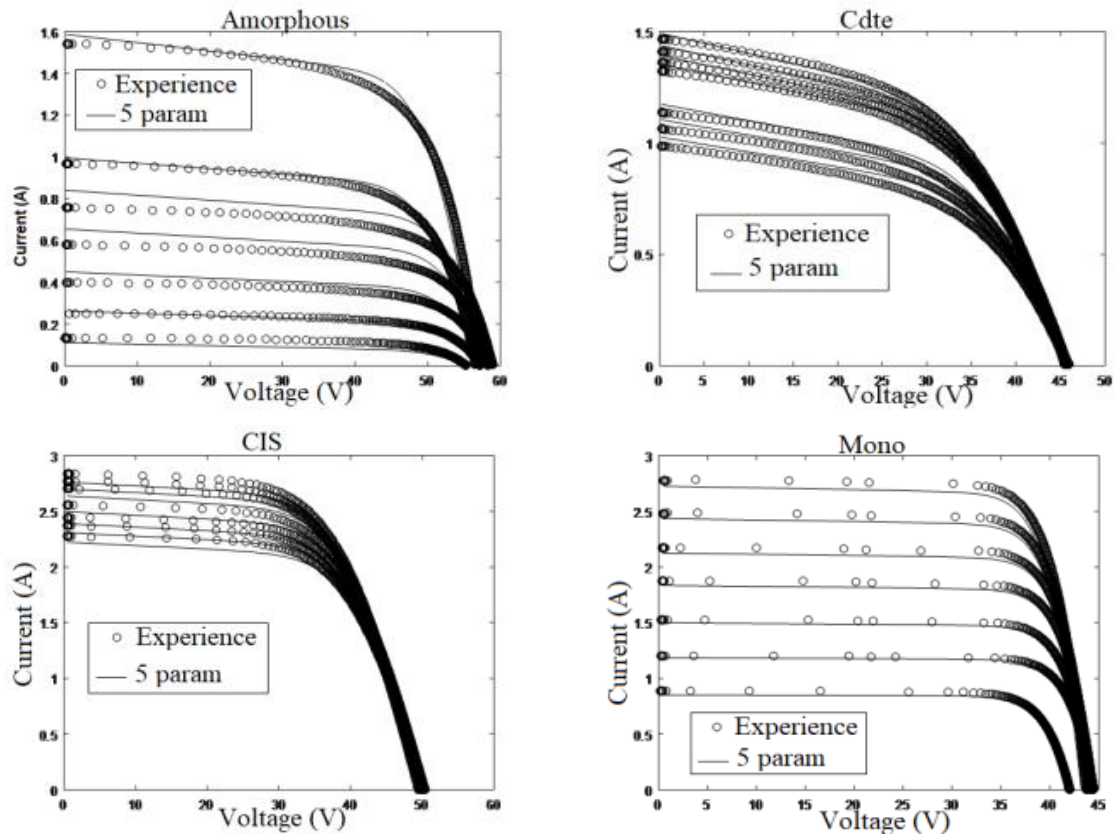 Amorphous
1.6
1.4
1.2
1
0.8
0.6
0.4
0.2
0
Current (A)
Experience
5 param
0 10 20 30 40 50 60
Voltage (V)
Cdte
1.5
1
0.5
0
Current (A)
Experience
5 param
0 5 10 15 20 25 30 35 40 45 50
Voltage (V)
CIS
3
2.5
2
1.5
1
0.5
0
Current (A)
Experience
5 param
0 10 20 30 40 50 60
Voltage (V)
Mono
3
2.5
2
1.5
1
0.5
0
Current (A)
Experience
5 param
0 5 10 15 20 25 30 35 40 45
Voltage (V)